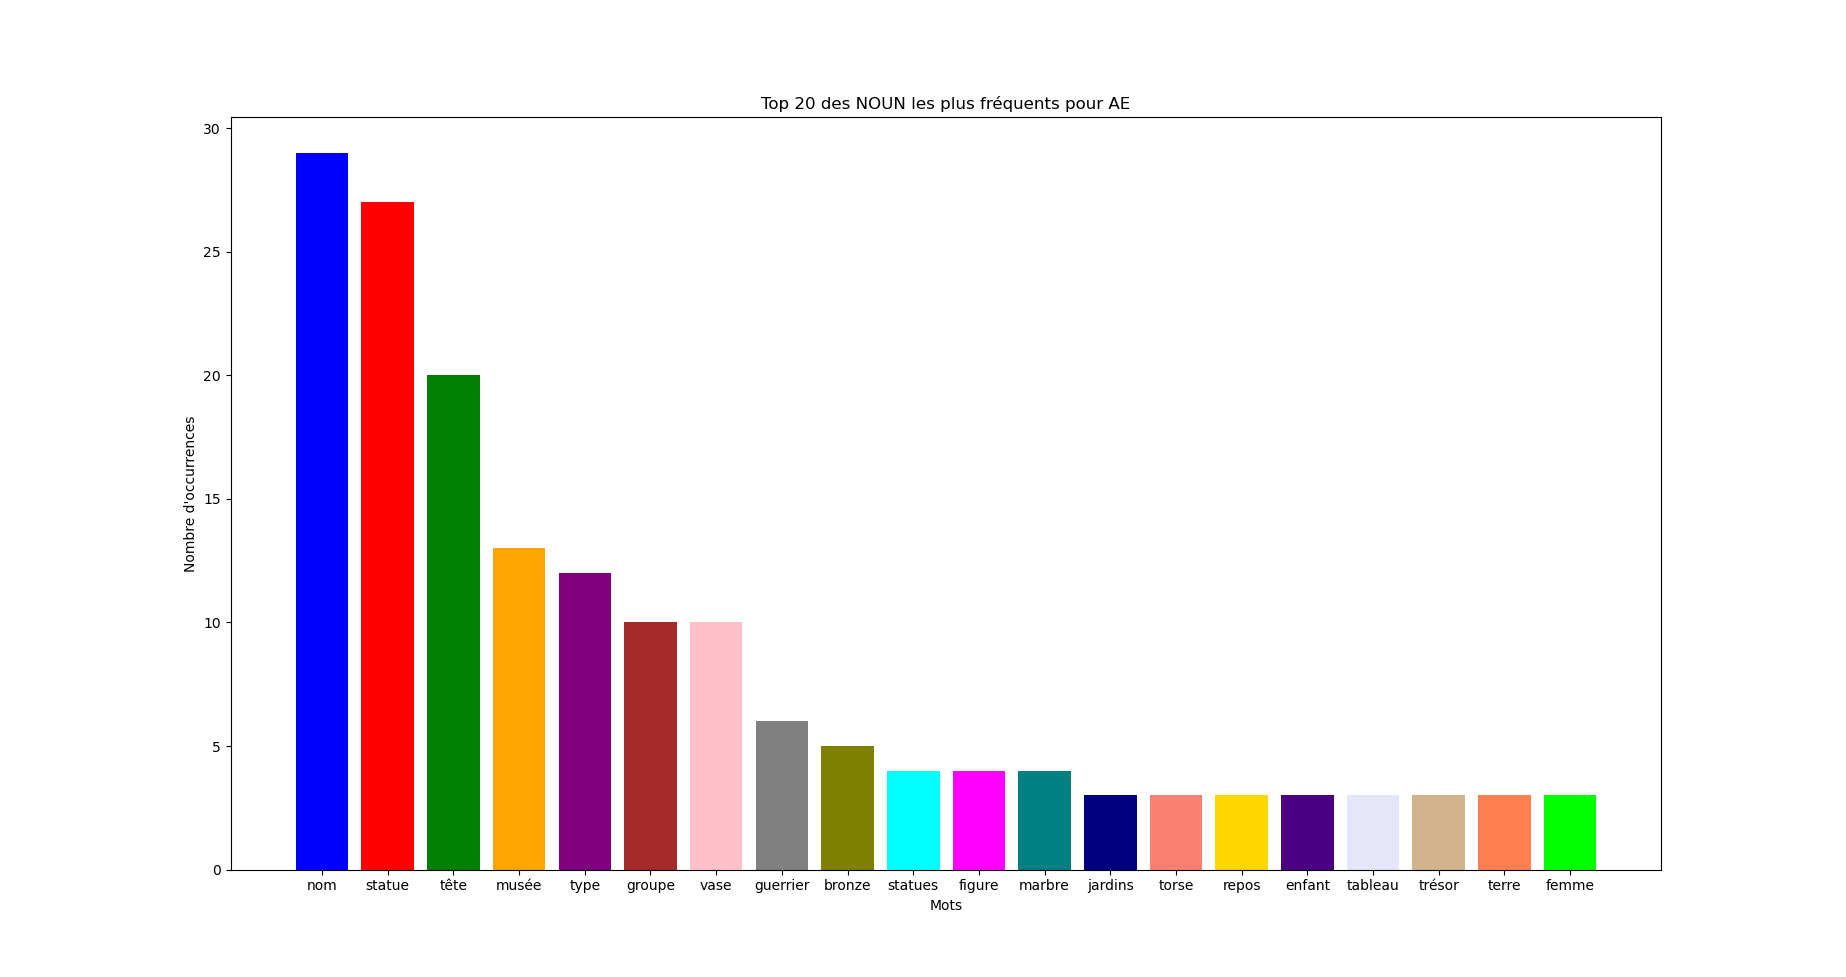 Top 20 des NOUN les plus fréquents pour AE
30
25
20
15
10
5
0
Nombre d'occurrences
nom statue tête musée type groupe vase guerrier bronze statues figure marbre jardins torse repos enfant tableau trésor terre femme
Mots